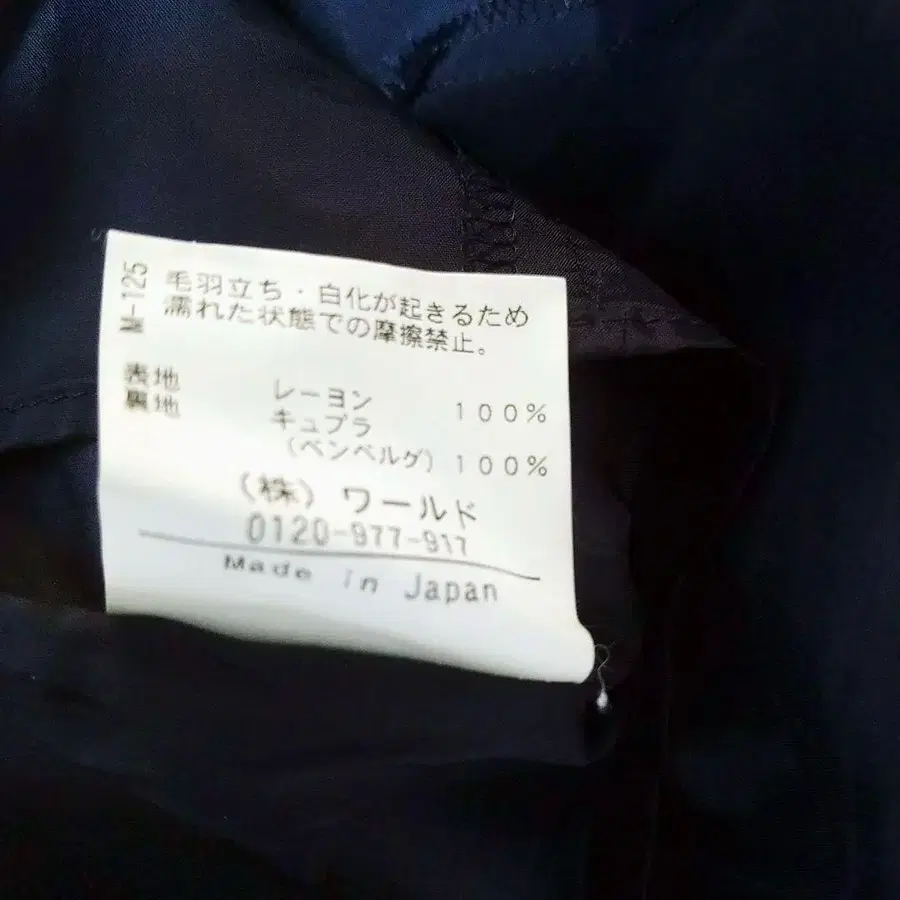 M-125
毛羽立ち・白化が起きるため
濡れた状態での摩擦禁止。
表地 レーヨン 100%
裏地 キュプラ
(ベンベルグ) 100%
(株) ワールド
0120-977-917
Made in Japan